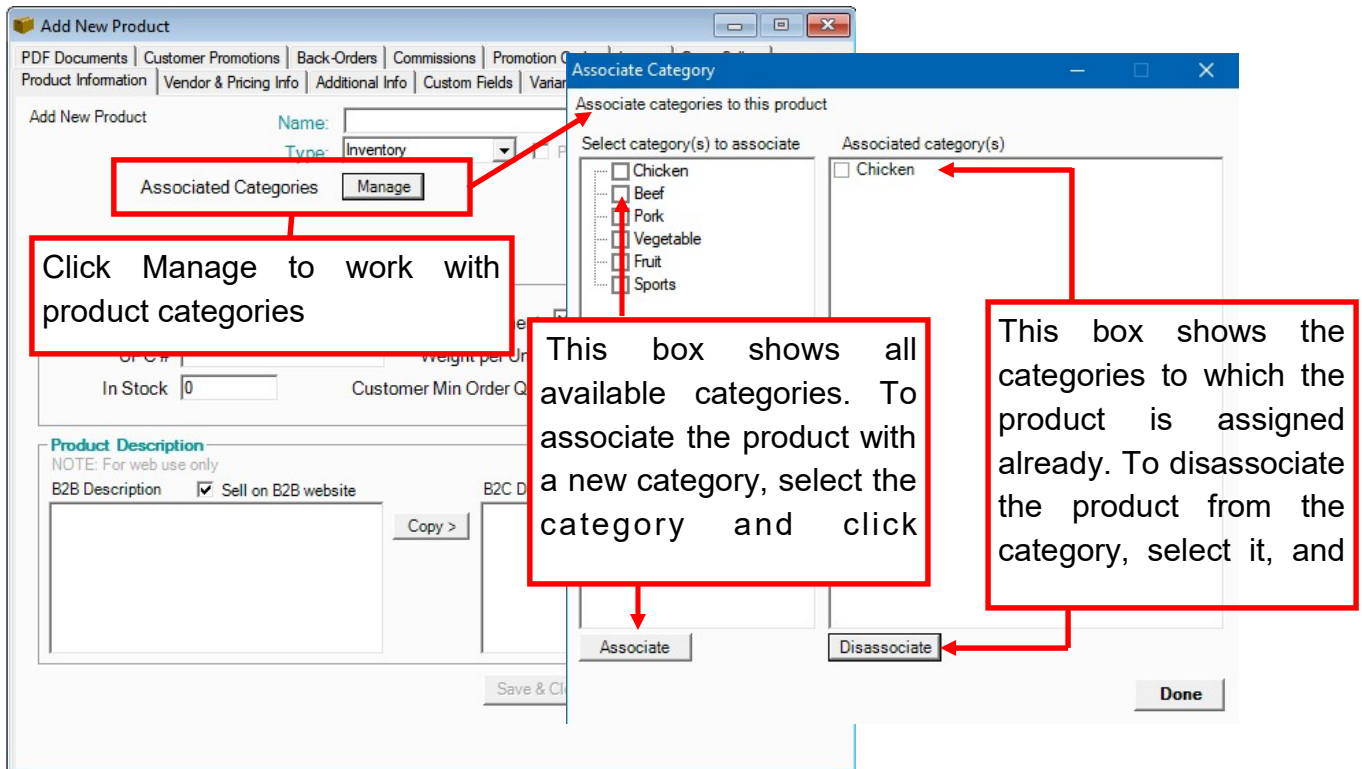 Add New Product
PDF Documents Customer Promotions Back-Orders Commissions Promotion
Product Information Vendor & Pricing Info Additional Info Custom Fields
Add New Product
Name:
Type: Inventory
Associated Categories Manage
Click Manage to work with
product categories
UPC #
Weight per
In Stock 0
Customer Min Order
Product Description
NOTE: For web use only
B2B Description
Sell on B2B website
B2C
Copy >
Save &
Associate Category
Associate categories to this product
Select category(s) to associate
Chicken
Beef
Pork
Vegetable
Fruit
Sports
Associated category(s)
Chicken
This box shows all
available categories. To
associate the product with
a new category, select the
category and click
This box shows the
categories to which the
product is assigned
already. To disassociate
the product from the
category, select it, and
Associate
Disassociate
Done